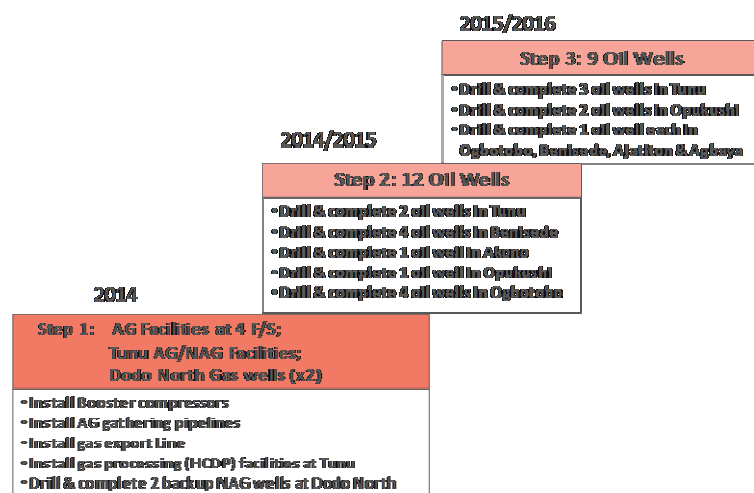 2015/2016
Step 3: 9 Oil Wells
•Drill & complete 3 oil wells in Tunu
•Drill & complete 2 oil wells in Opukushi
•Drill & complete 1 oil well each in
Ogbotobo, Benisede, Ajatiton & Agbaya
2014/2015
Step 2: 12 Oil Wells
•Drill & complete 2 oil wells in Tunu
•Drill & complete 4 oil wells in Benisede
•Drill & complete 1 oil well in Akono
•Drill & complete 1 oil well in Opukushi
•Drill & complete 4 oil wells in Ogbotobo
2014
Step 1: AG Facilities at 4 F/S;
Tunu AG/NAG Facilities;
Dodo North Gas wells (x2)
•Install Booster compressors
•Install AG gathering pipelines
•Install gas export Line
•Install gas processing (HCDP) facilities at Tunu
•Drill & complete 2 backup NAG wells at Dodo North